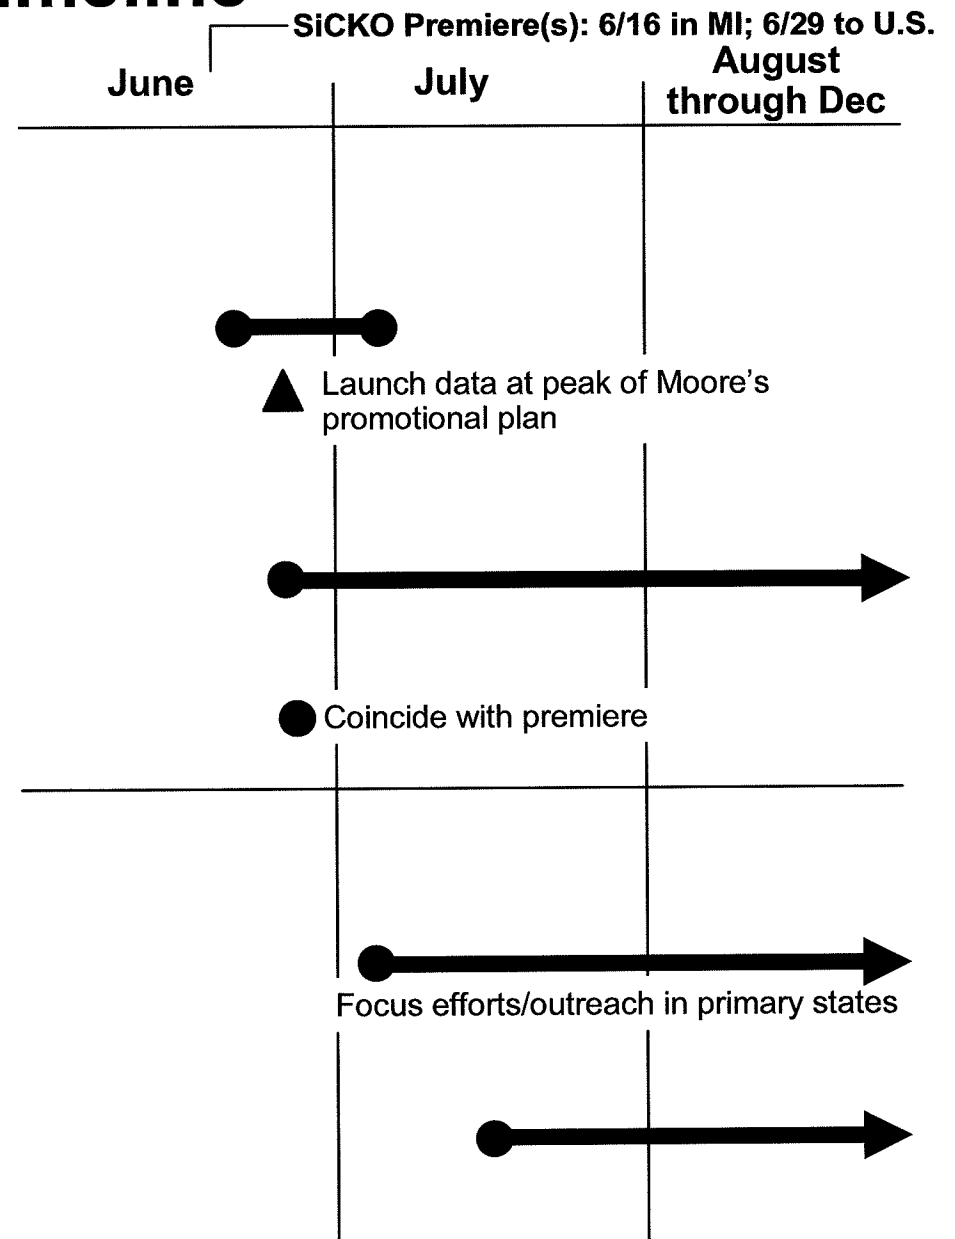 SiCKO Premiere(s): 6/16 in MI; 6/29 to U.S.
June
July
August
through Dec
Launch data at peak of Moore's
promotional plan
Coincide with premiere
Focus efforts/outreach in primary states